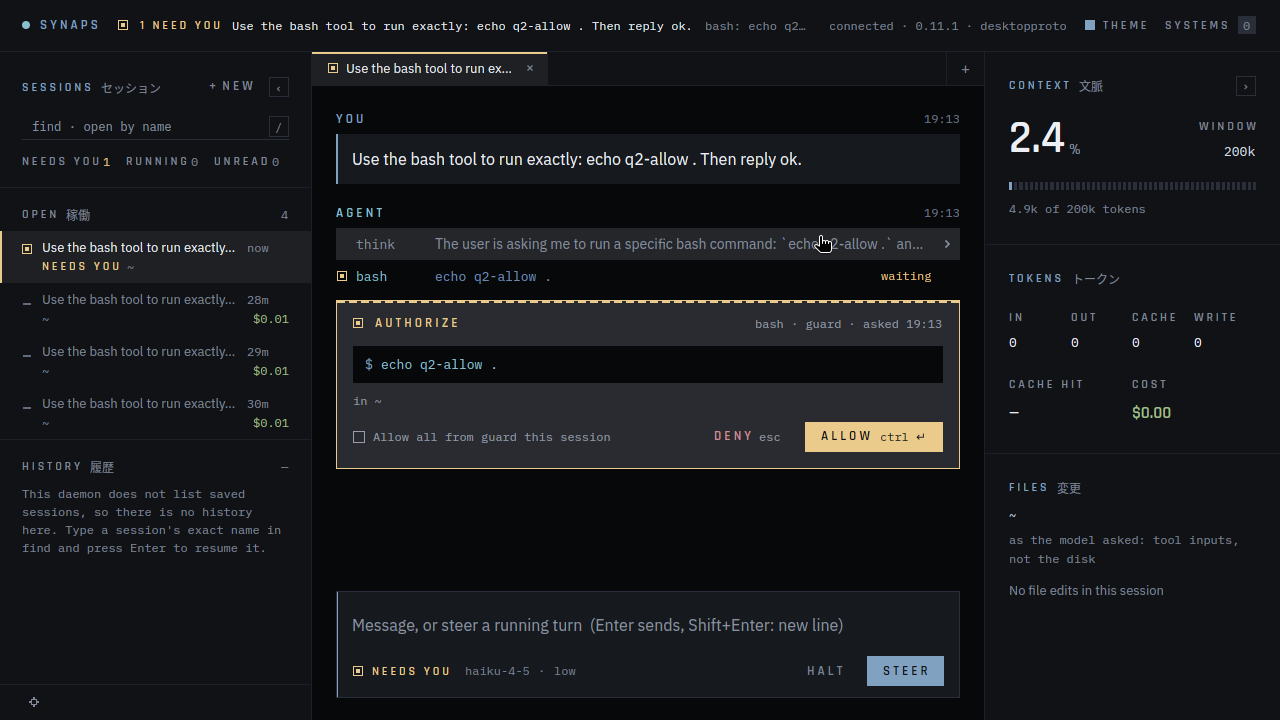 SYNAPS
1 NEED YOU Use the bash tool to run exactly: echo q2-allow . Then reply ok. bash: echo q2…
connected · 0.11.1 · desktopproto
THEME
SYSTEMS 0
SESSIONS セッション
+ NEW ‹
find · open by name /
NEEDS YOU 1 RUNNING 0 UNREAD 0
OPEN 稼働 4
Use the bash tool to run exactly… now
NEEDS YOU ~
Use the bash tool to run exactly… 28m
~ $0.01
Use the bash tool to run exactly… 29m
~ $0.01
Use the bash tool to run exactly… 30m
~ $0.01
HISTORY 履歴 —
This daemon does not list saved
sessions, so there is no history
here. Type a session's exact name in
find and press Enter to resume it.
Use the bash tool to run ex… ×
+
YOU 19:13
Use the bash tool to run exactly: echo q2-allow . Then reply ok.
AGENT 19:13
think The user is asking me to run a specific bash command: `echo 2-allow .` an… ›
bash echo q2-allow . waiting
AUTHORIZE bash · guard · asked 19:13
$ echo q2-allow .
in ~
Allow all from guard this session DENY esc ALLOW ctrl ↵
Message, or steer a running turn (Enter sends, Shift+Enter: new line)
NEEDS YOU haiku-4-5 · low HALT STEER
CONTEXT 文脈 ›
2.4 % WINDOW
200k
4.9k of 200k tokens
TOKENS トークン
IN OUT CACHE WRITE
0 0 0 0
CACHE HIT COST
— $0.00
FILES 変更
~
as the model asked: tool inputs,
not the disk
No file edits in this session